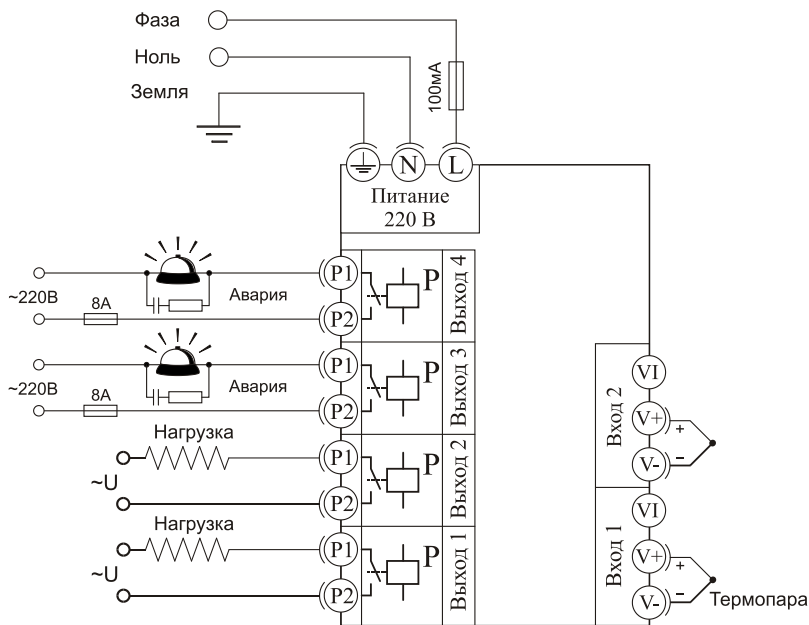 Фаза
Ноль
Земля
100мА
N
L
Питание
220 В
~220В
8А
Авария
P1
P2
P
Выход 4
~220В
8А
Авария
P1
P2
P
Выход 3
Нагрузка
~U
P1
P2
P
Выход 2
Нагрузка
~U
P1
P2
P
Выход 1
Вход 2
VI
V+
V-
+
−
Вход 1
VI
V+
V-
+
−
Термопара